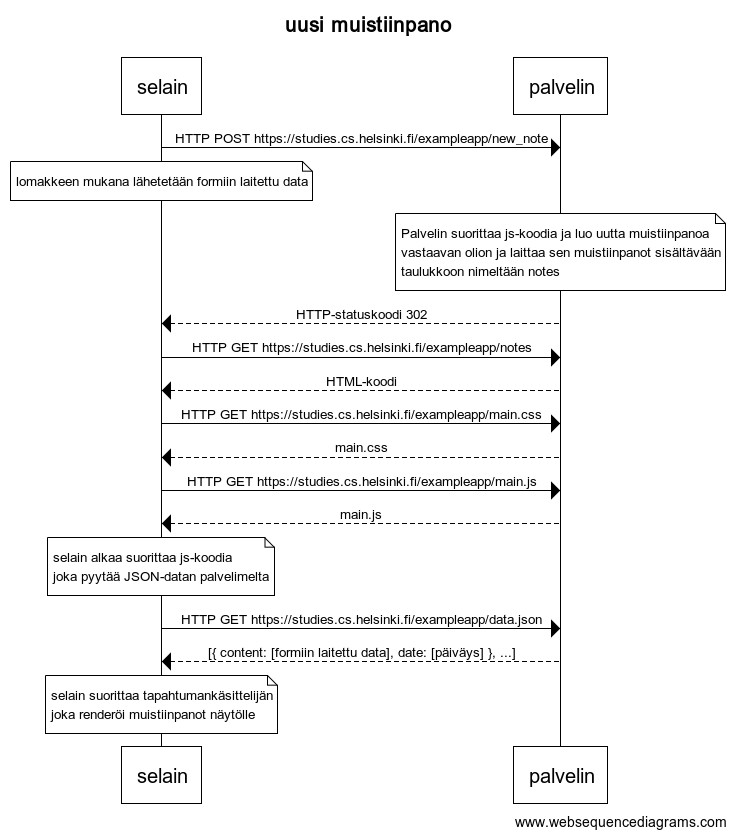 uusi muistiinpano
selain
palvelin
HTTP POST https://studies.cs.helsinki.fi/exampleapp/new_note
lomakkeen mukana lähetetään formiin laitettu data
Palvelin suorittaa js-koodia ja luo uutta muistiinpanoa
vastaavan olion ja laittaa sen muistiinpanot sisältävään
taulukkoon nimeltään notes
HTTP-statuskoodi 302
HTTP GET https://studies.cs.helsinki.fi/exampleapp/notes
HTML-koodi
HTTP GET https://studies.cs.helsinki.fi/exampleapp/main.css
main.css
HTTP GET https://studies.cs.helsinki.fi/exampleapp/main.js
main.js
selain alkaa suorittaa js-koodia
joka pyytää JSON-datan palvelimelta
HTTP GET https://studies.cs.helsinki.fi/exampleapp/data.json
[{ content: [formiin laitettu data], date: [päiväys] }, ...]
selain suorittaa tapahtumankäsittelijän
joka renderöi muistiinpanot näytölle
selain
palvelin
www.websequencediagrams.com